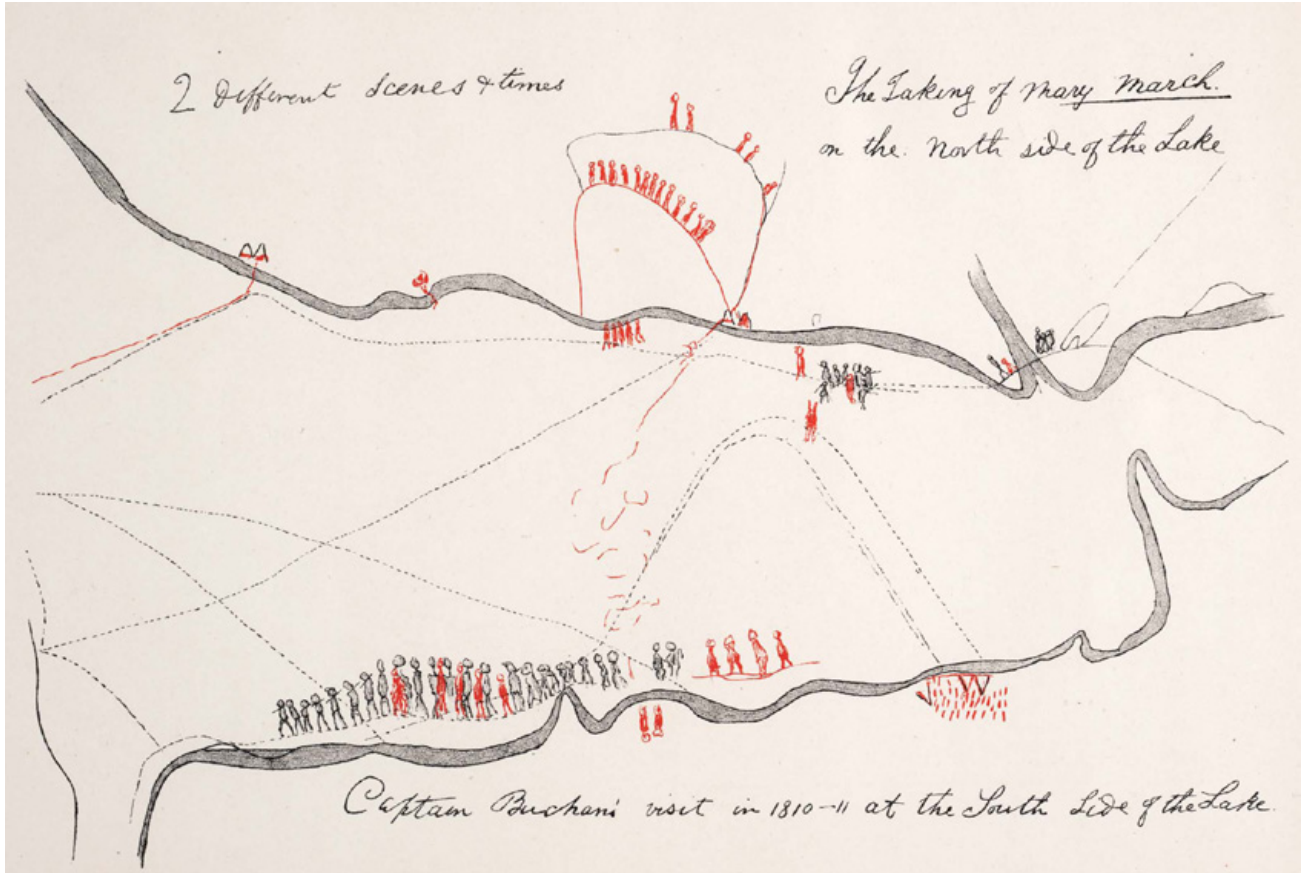 2 different Scenes & times
The Taking of Mary March.
on the North side of the Lake
Captain Buchan's visit in 1810-11 at the South Side of the Lake.